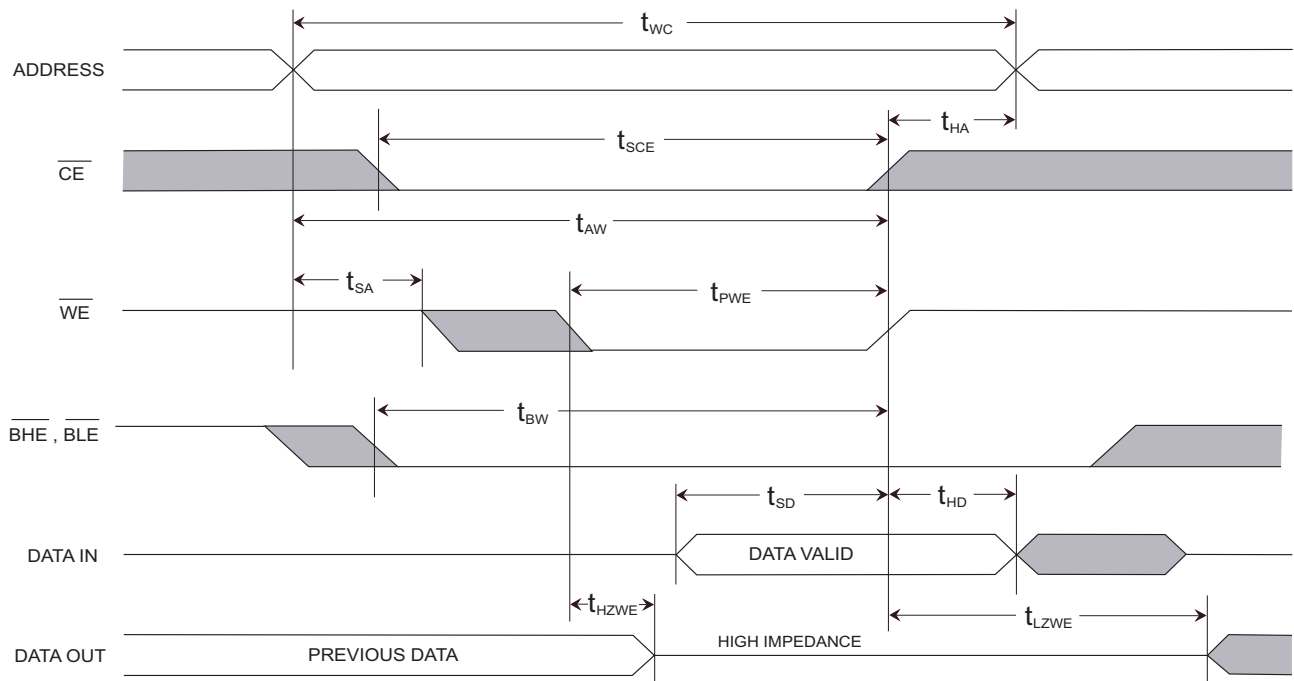 tWC
ADDRESS
tHA
tSCE
CE
tAW
tSA
tPWE
WE
tBW
BHE , BLE
tSD
tHD
DATA IN
DATA VALID
tHZWE
tLZWE
HIGH IMPEDANCE
DATA OUT
PREVIOUS DATA